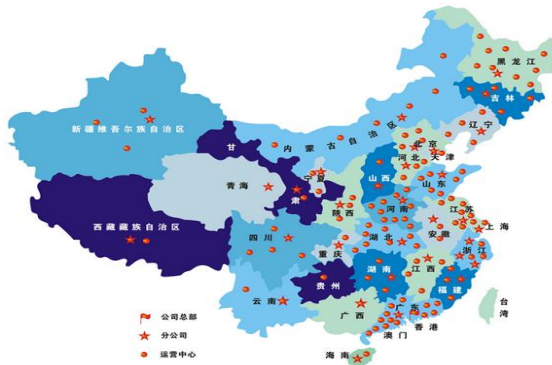 黑龙江
吉林
辽宁
内蒙古自治区
新疆维吾尔族自治区
甘
肃
北京
天津
河北
山西
山东
宁夏
青海
陕西
河南
江苏
安徽
上海
西藏藏族自治区
四川
重庆
湖北
浙江
湖南
江西
贵州
福建
云南
广西
广东
台湾
香港
澳门
海南
公司总部
分公司
运营中心